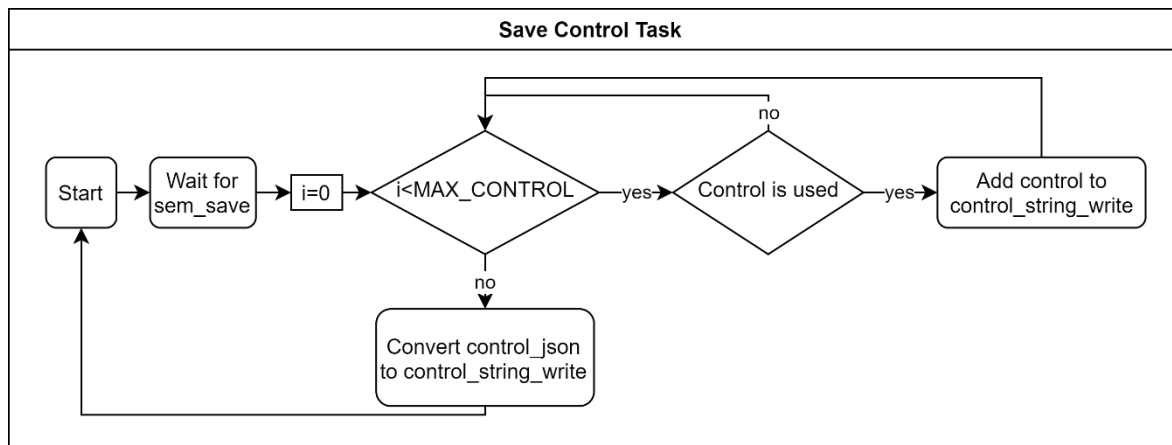 Save Control Task
no
Start
Wait for
sem_save
i=0
i<MAX_CONTROL
yes
Control is used
yes
Add control to
control_string_write
no
Convert control_json
to control_string_write